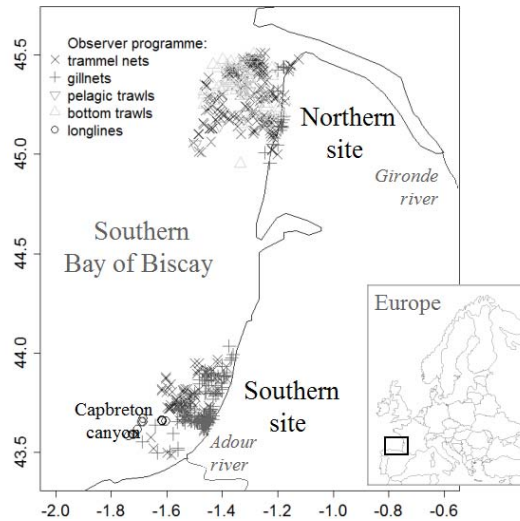 Observer programme:
trammel nets
gillnets
pelagic trawls
bottom trawls
longlines
45.5
45.0
44.5
44.0
43.5
Northern
site
Gironde
river
Southern
Bay of Biscay
Europe
Capbreton
canyon
Southern
site
Adour
river
-2.0 -1.8 -1.6 -1.4 -1.2 -1.0 -0.8 -0.6